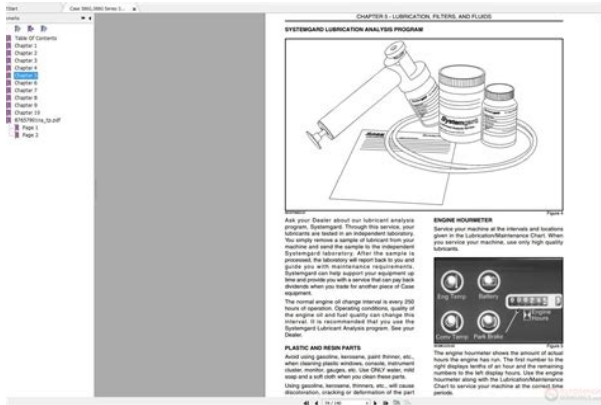 Start
Case 580L,590L Series 2...
Table Of Contents
Chapter 1
Chapter 2
Chapter 3
Chapter 4
Chapter 5
Chapter 6
Chapter 7
Chapter 8
Chapter 9
Chapter 10
Page 1
Page 2
CHAPTER 5 - LUBRICATION, FILTERS, AND FLUIDS
SYSTEMGARD LUBRICATION ANALYSIS PROGRAM
Systemgard
Figure 4
Ask your Dealer about our lubricant analysis
program, Systemgard. Through this service, your
lubricants are tested in an independent laboratory.
You simply remove a sample of lubricant from your
machine and send the sample to the independent
Systemgard laboratory. After the sample is
processed, the laboratory will report back to you and
guide you with maintenance requirements.
Systemgard can help support your equipment up
time and provide you with a service that can pay back
dividends when you trade for another piece of Case
equipment.
The normal engine oil change interval is every 250
hours of operation. Operating conditions, quality of
the engine oil and fuel quality can change this
interval. It is recommended that you use the
Systemgard Lubricant Analysis program. See your
Dealer.
PLASTIC AND RESIN PARTS
Avoid using gasoline, kerosene, paint thinner, etc.,
when cleaning plastic windows, console, instrument
cluster, monitor, gauges, etc. Use ONLY water, mild
soap and a soft cloth when you clean these parts.
Using gasoline, kerosene, thinners, etc., will cause
discoloration, cracking or deformation of the part
ENGINE HOURMETER
Service your machine at the intervals and locations
given in the Lubrication/Maintenance Chart. When
you service your machine, use only high quality
lubricants.
Eng Temp
Battery
Engine
Hours
Conv Temp
Park Brake
The engine hourmeter shows the amount of actual
hours the engine has run. The first number to the
right displays tenths of an hour and the remaining
numbers to the left display hours. Use the engine
hourmeter along with the Lubrication/Maintenance
Chart to service your machine at the correct time
periods.